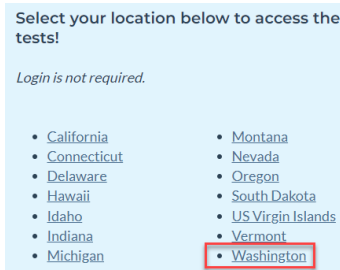 Select your location below to access the
tests!
Login is not required.
California
Connecticut
Delaware
Hawaii
Idaho
Indiana
Michigan
Montana
Nevada
Oregon
South Dakota
US Virgin Islands
Vermont
Washington